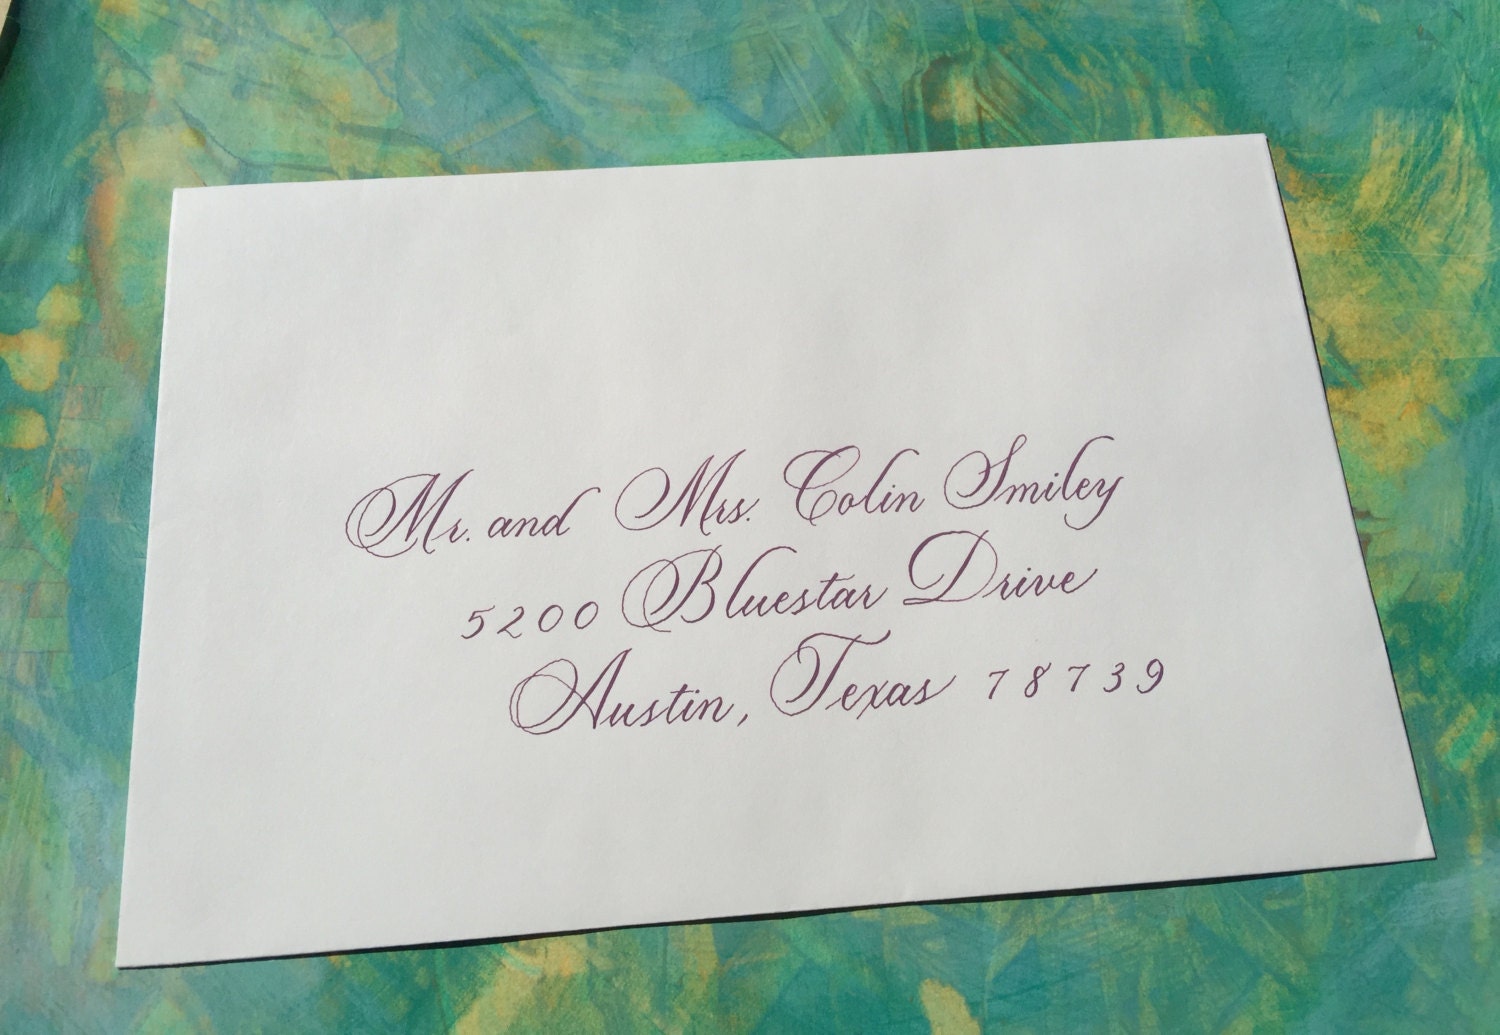 Mr. and Mrs. Colin Smiley
5200 Bluestar Drive
Austin, Texas 78739